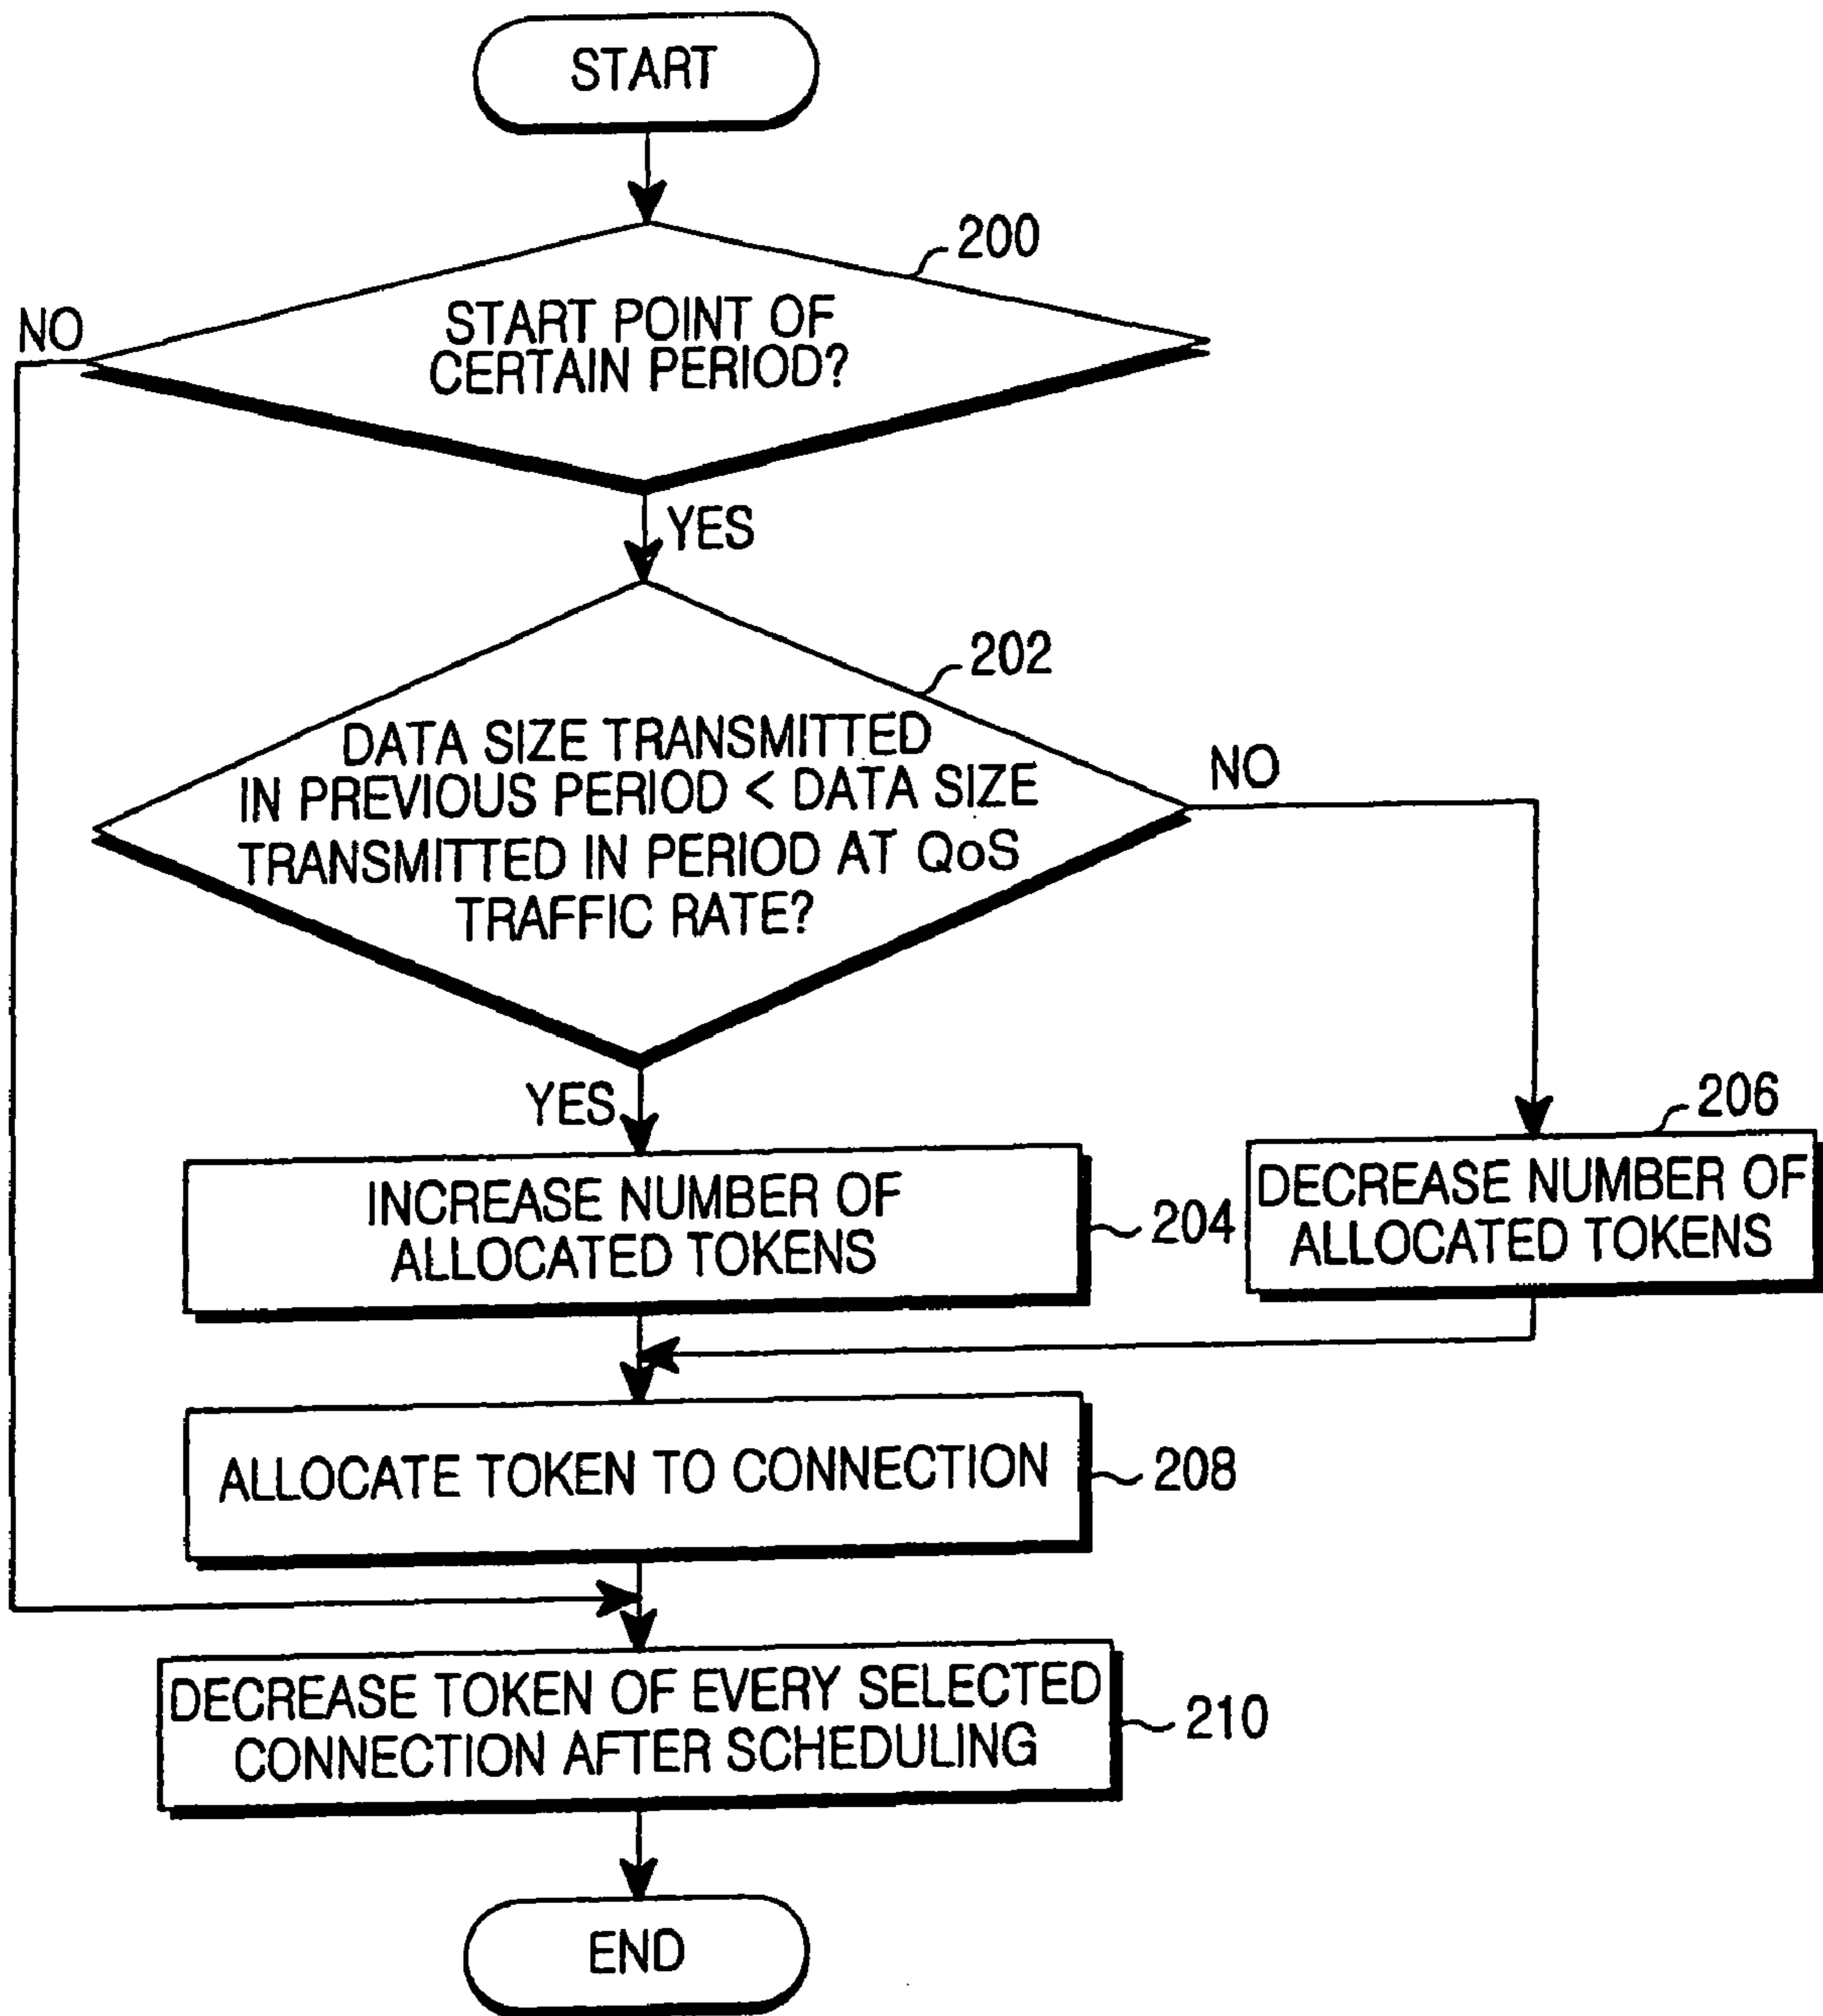 START
200
START POINT OF
CERTAIN PERIOD?
NO
YES
202
DATA SIZE TRANSMITTED
IN PREVIOUS PERIOD < DATA SIZE
TRANSMITTED IN PERIOD AT QoS
TRAFFIC RATE?
NO
YES
INCREASE NUMBER OF
ALLOCATED TOKENS
204
206
DECREASE NUMBER OF
ALLOCATED TOKENS
ALLOCATE TOKEN TO CONNECTION
208
DECREASE TOKEN OF EVERY SELECTED
CONNECTION AFTER SCHEDULING
210
END